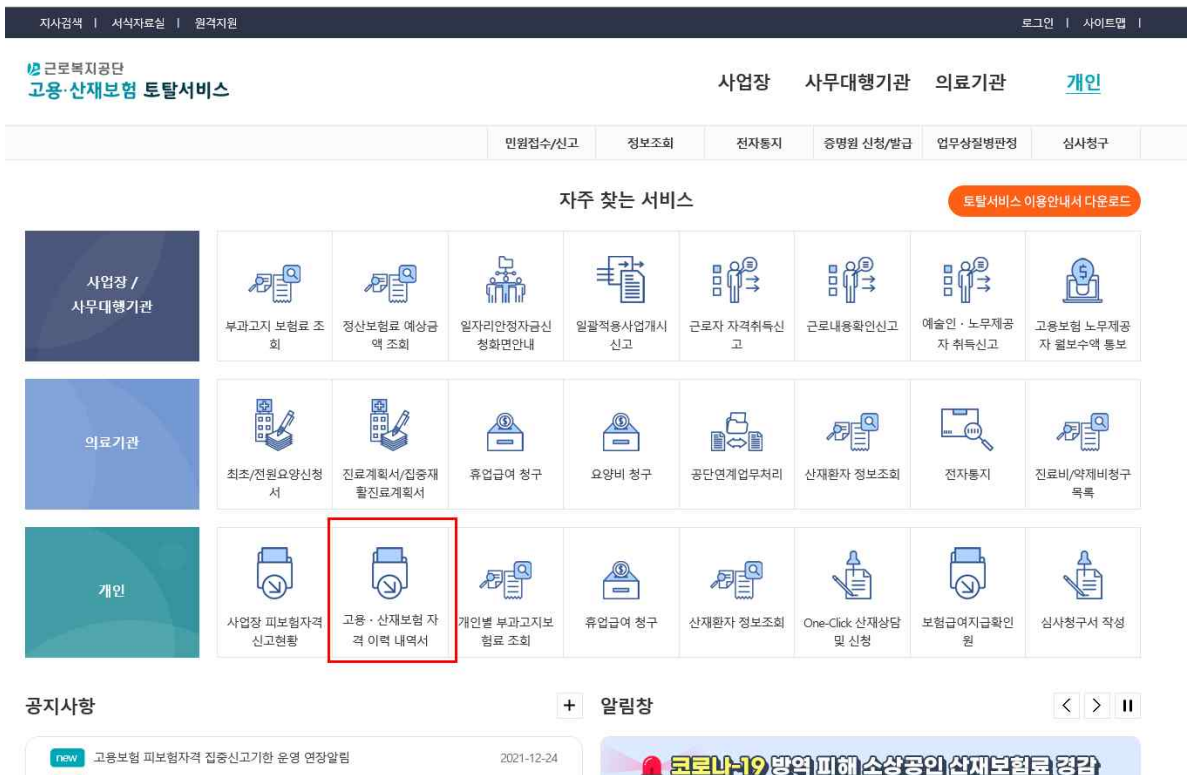 지사검색 | 서식자료실 | 원격지원
로그인 | 사이트맵 |
근로복지공단
고용·산재보험 토탈서비스
사업장 사무대행기관 의료기관 개인
민원접수/신고 정보조회 전자통지 증명원 신청/발급 업무상질병판정 심사청구
자주 찾는 서비스
토탈서비스 이용안내서 다운로드
사업장 /
사무대행기관
부과고지 보험료 조
회
정산보험료 예상금
액 조회
일자리안정자금신
청화면안내
일괄적용사업개시
신고
근로자 자격취득신
고
근로내용확인신고
예술인 · 노무제공
자 취득신고
고용보험 노무제공
자 월보수액 통보
의료기관
최초/전원요양신청
서
진료계획서/집중재
활진료계획서
휴업급여 청구
요양비 청구
공단연계업무처리
산재환자 정보조회
전자통지
진료비/약제비청구
목록
개인
사업장 피보험자격
신고현황
고용 · 산재보험 자
격 이력 내역서
개인별 부과고지보
험료 조회
휴업급여 청구
산재환자 정보조회
One-Click 산재상담
및 신청
보험급여지급확인
원
심사청구서 작성
공지사항 +
알림창
new 고용보험 피보험자격 집중신고기한 운영 연장알림 2021-12-24
코로나-19 방역 피해 소상공인 산재보험료 경감